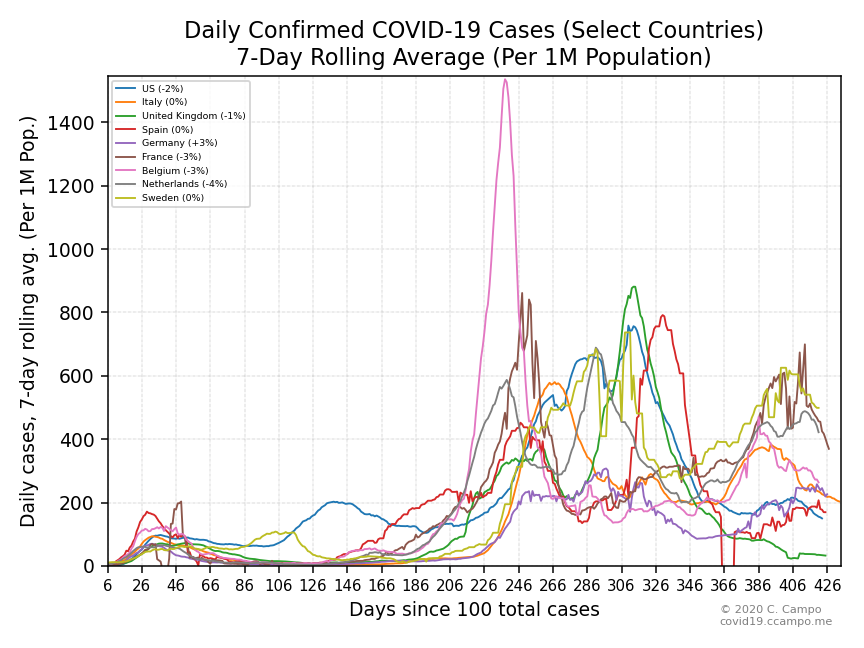 Daily Confirmed COVID-19 Cases (Select Countries)
7-Day Rolling Average (Per 1M Population)
Daily cases, 7-day rolling avg. (Per 1M Pop.)
1400
1200
1000
800
600
400
200
0
US (-2%)
Italy (0%)
United Kingdom (-1%)
Spain (0%)
Germany (+3%)
France (-3%)
Belgium (-3%)
Netherlands (-4%)
Sweden (0%)
6 26 46 66 86 106 126 146 166 186 206 226 246 266 286 306 326 346 366 386 406 426
Days since 100 total cases
© 2020 C. Campo
covid19.ccampo.me